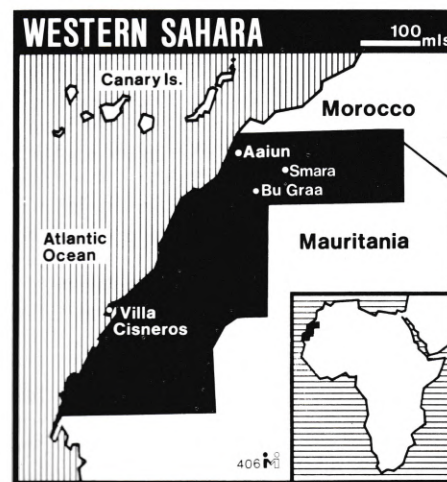 WESTERN SAHARA
100
mls
Canary Is.
Morocco
Aaiun
Smara
Bu Graa
Atlantic
Ocean
Mauritania
Villa
Cisneros
406